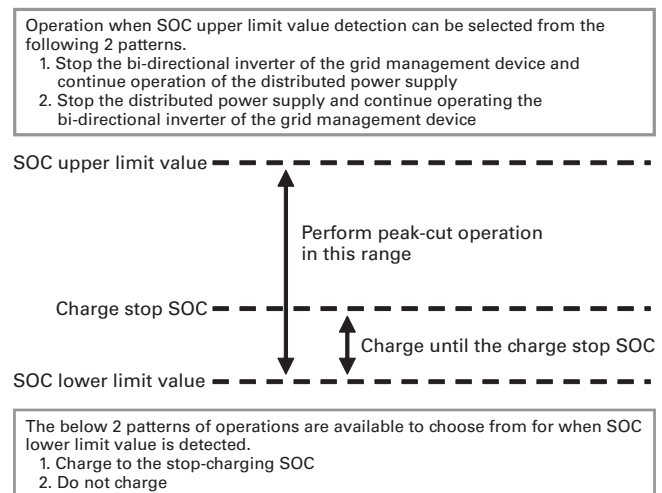 Operation when SOC upper limit value detection can be selected from the
following 2 patterns.
1. Stop the bi-directional inverter of the grid management device and
continue operation of the distributed power supply
2. Stop the distributed power supply and continue operating the
bi-directional inverter of the grid management device
SOC upper limit value
Perform peak-cut operation
in this range
Charge stop SOC
Charge until the charge stop SOC
SOC lower limit value
The below 2 patterns of operations are available to choose from for when SOC
lower limit value is detected.
1. Charge to the stop-charging SOC
2. Do not charge